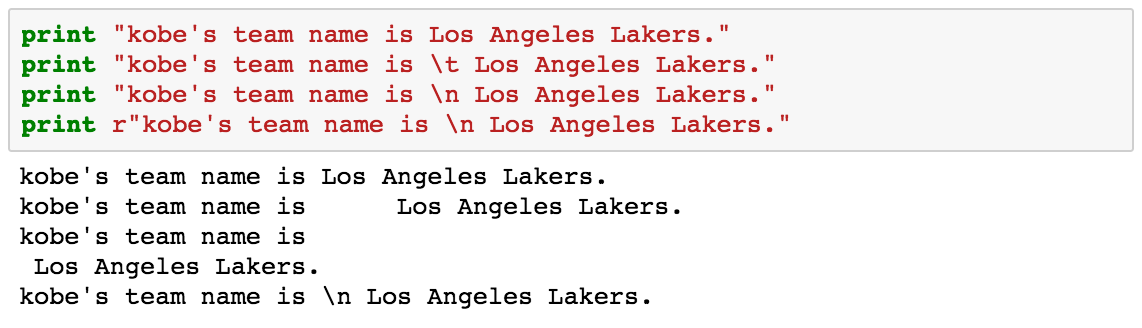 print "kobe's team name is Los Angeles Lakers."
print "kobe's team name is \t Los Angeles Lakers."
print "kobe's team name is \n Los Angeles Lakers."
print r"kobe's team name is \n Los Angeles Lakers."
kobe's team name is Los Angeles Lakers.
kobe's team name is      Los Angeles Lakers.
kobe's team name is
 Los Angeles Lakers.
kobe's team name is \n Los Angeles Lakers.